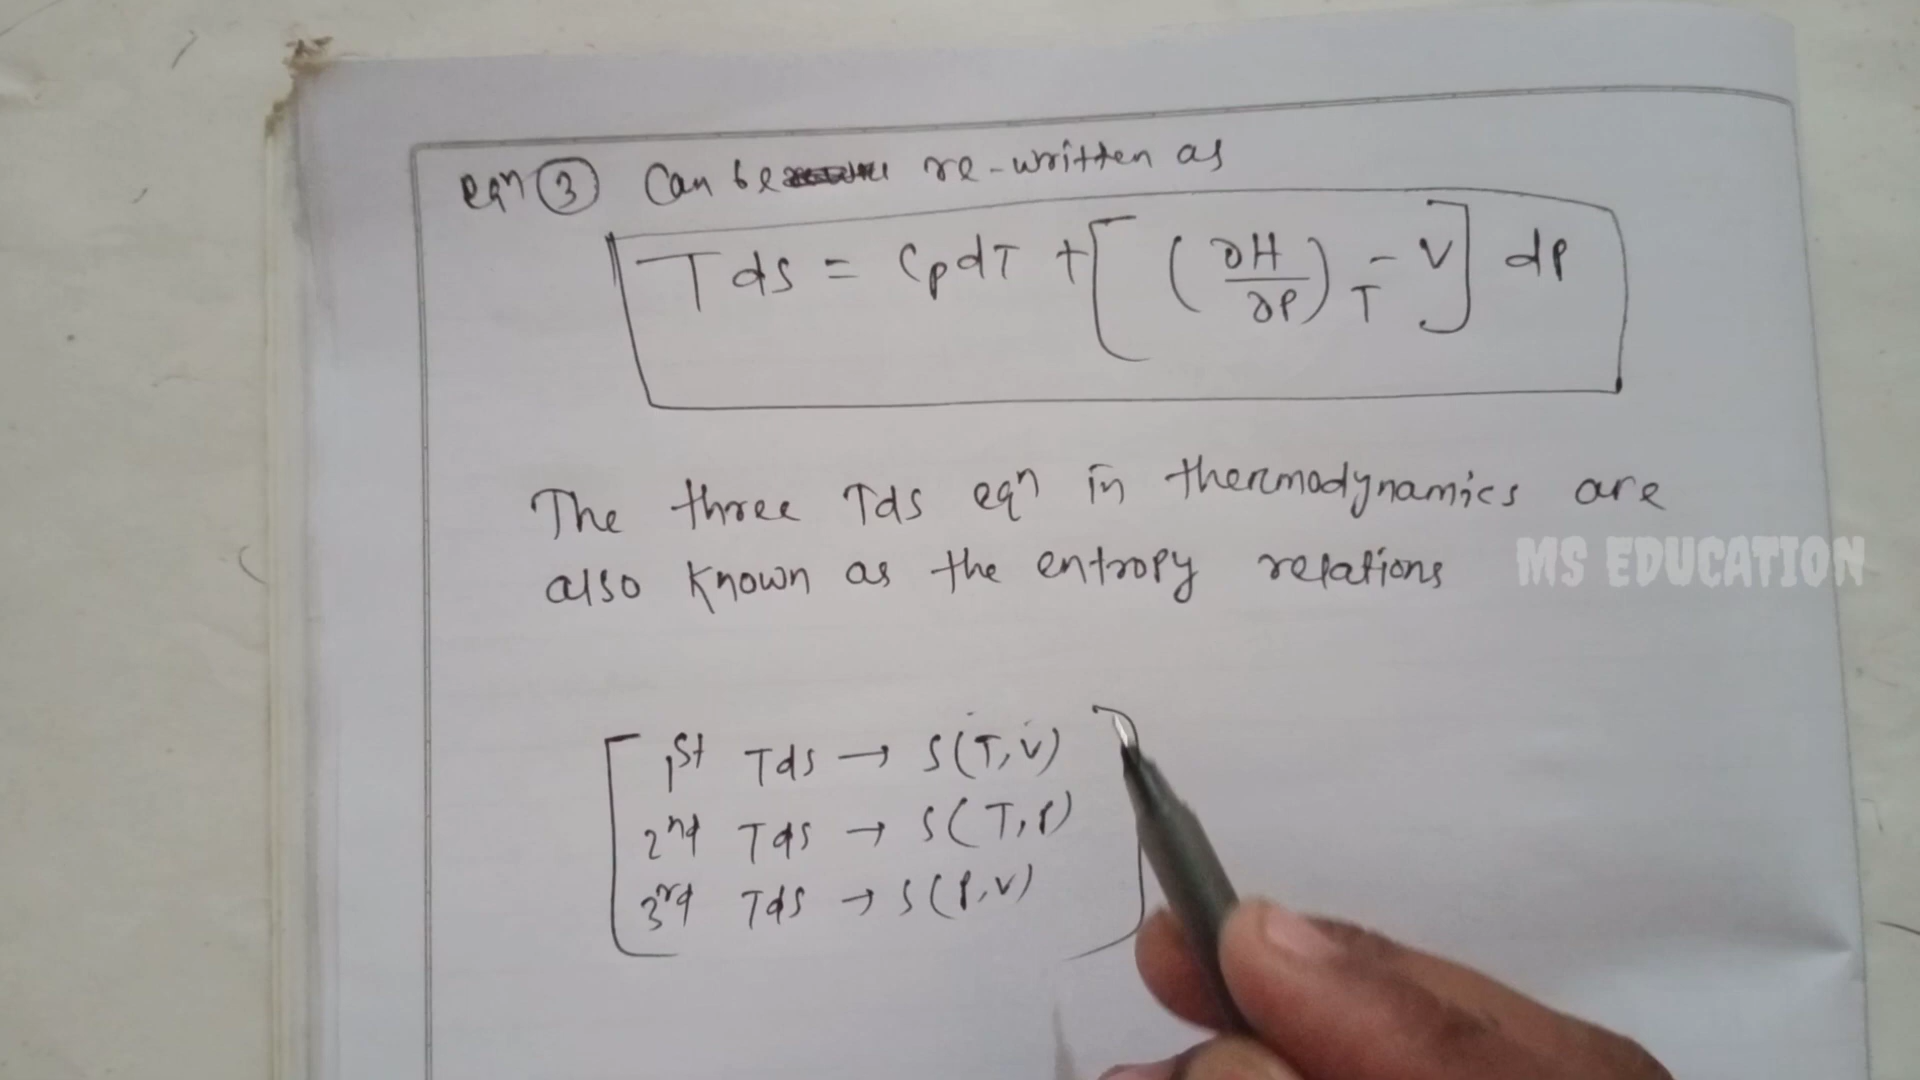 eqn ③ Can be re-written as
Tds = CpdT + [(∂H/∂P)T - V] dP
The three Tds eqn in thermodynamics are
also known as the entropy relations
MS EDUCATION
1st Tds → S(T,V)
2nd Tds → S(T,P)
3rd Tds → S(P,V)